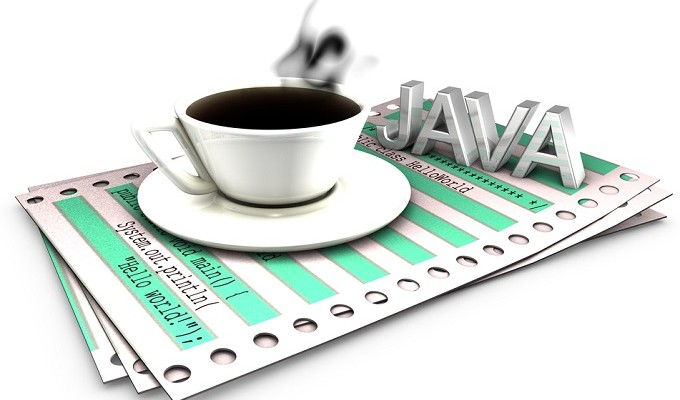 JAVA
*************** */
class HelloWorld
main() {
System.out.println(
"Hello world!");